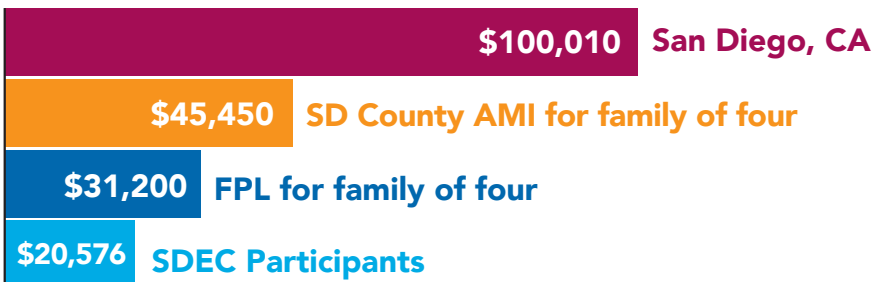 $100,010 San Diego, CA
$45,450 SD County AMI for family of four
$31,200 FPL for family of four
$20,576 SDEC Participants